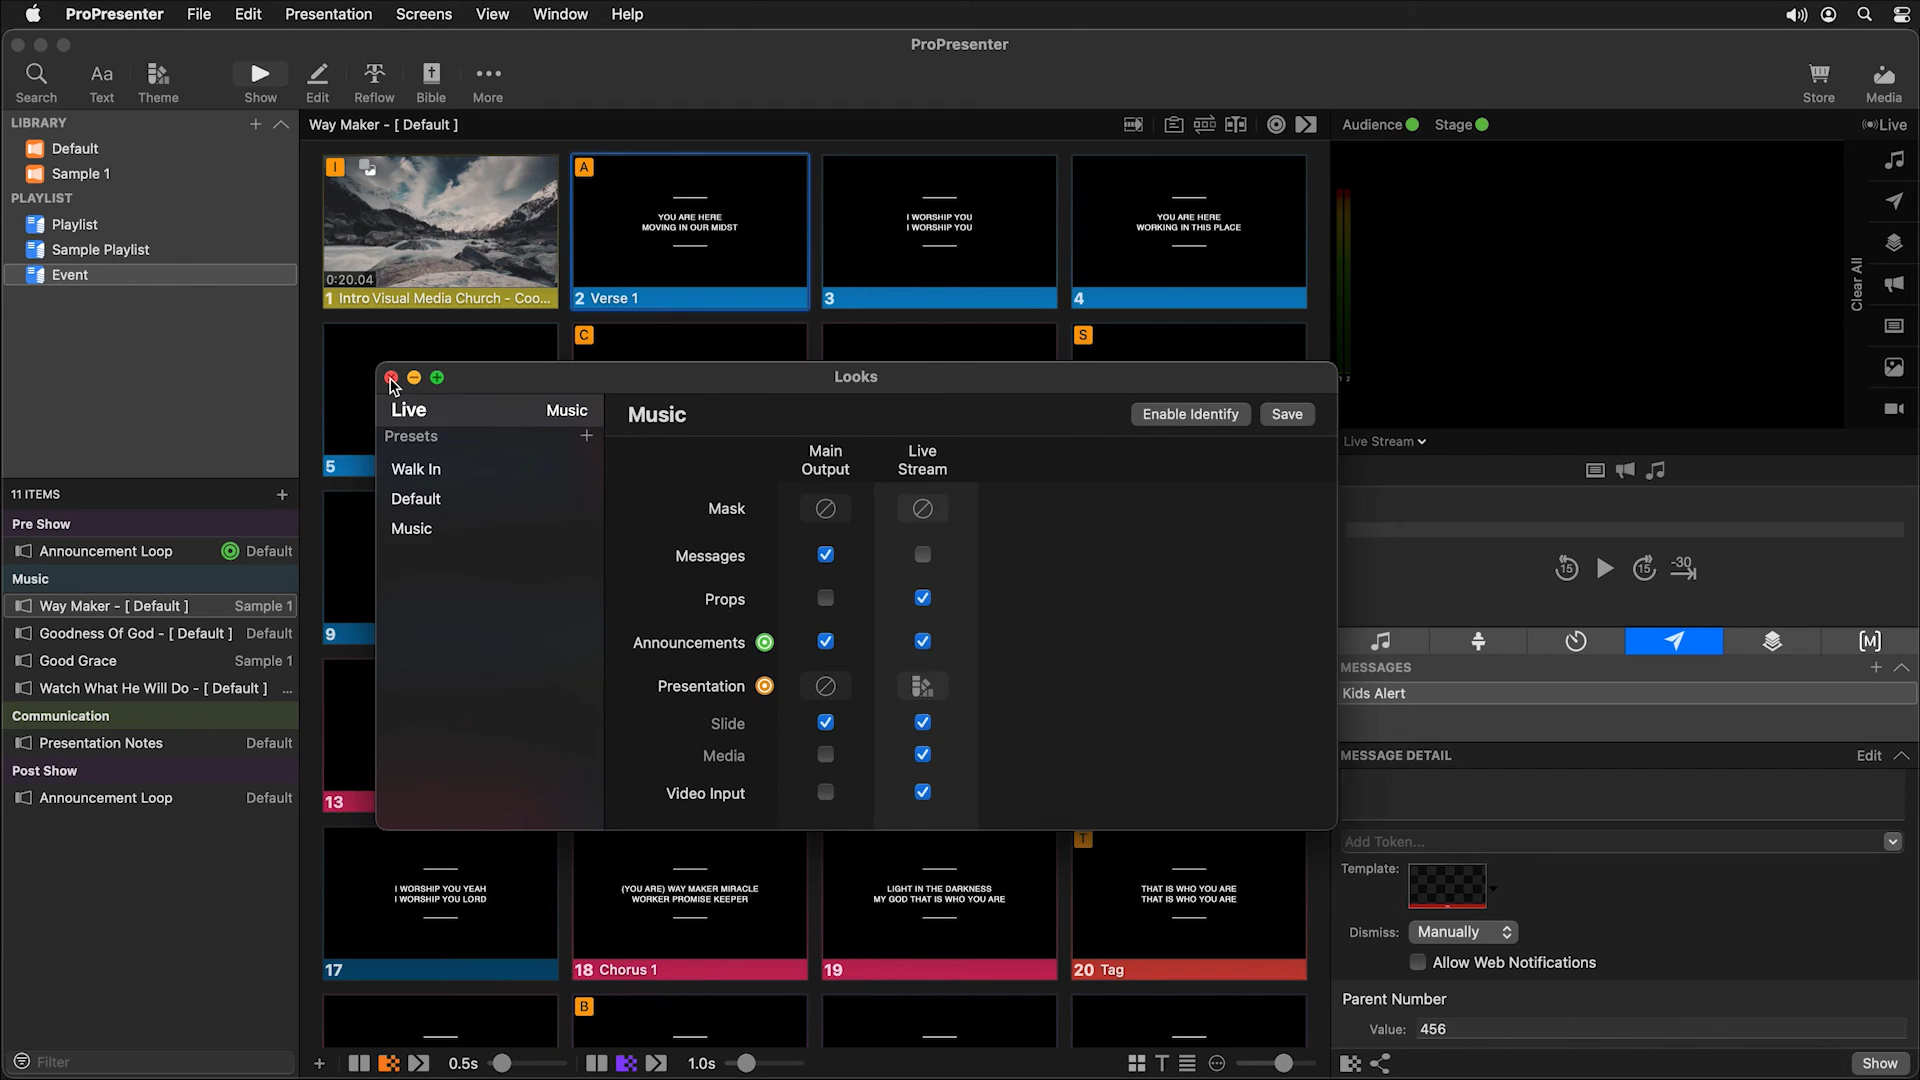 ProPresenter File Edit Presentation Screens View Window Help
ProPresenter
Search Text Theme Show Edit Reflow Bible More Store Media
LIBRARY
Default
Sample 1
PLAYLIST
Playlist
Sample Playlist
Event
11 ITEMS
Pre Show
Announcement Loop Default
Music
Way Maker - [ Default ] Sample 1
Goodness Of God - [ Default ] Default
Good Grace Sample 1
Watch What He Will Do - [ Default ] ...
Communication
Presentation Notes Default
Post Show
Announcement Loop Default
Filter
Way Maker - [ Default ]
I
0:20.04
1 Intro Visual Media Church - Coo...
A
YOU ARE HERE
MOVING IN OUR MIDST
2 Verse 1
I WORSHIP YOU
I WORSHIP YOU
3
YOU ARE HERE
WORKING IN THIS PLACE
4
C
S
5
9
13
Looks
Live Music
Presets
Walk In
Default
Music
Music
Enable Identify Save
Main
Output
Live
Stream
Mask
Messages
Props
Announcements
Presentation
Slide
Media
Video Input
I WORSHIP YOU YEAH
I WORSHIP YOU LORD
17
(YOU ARE) WAY MAKER MIRACLE
WORKER PROMISE KEEPER
18 Chorus 1
LIGHT IN THE DARKNESS
MY GOD THAT IS WHO YOU ARE
19
T
THAT IS WHO YOU ARE
THAT IS WHO YOU ARE
20 Tag
B
0.5s 1.0s
Audience Stage Live
Clear All
1 2
Live Stream
15 15 -30
[M]
MESSAGES
Kids Alert
MESSAGE DETAIL Edit
Add Token...
Template:
Dismiss: Manually
Allow Web Notifications
Parent Number
Value: 456
Show